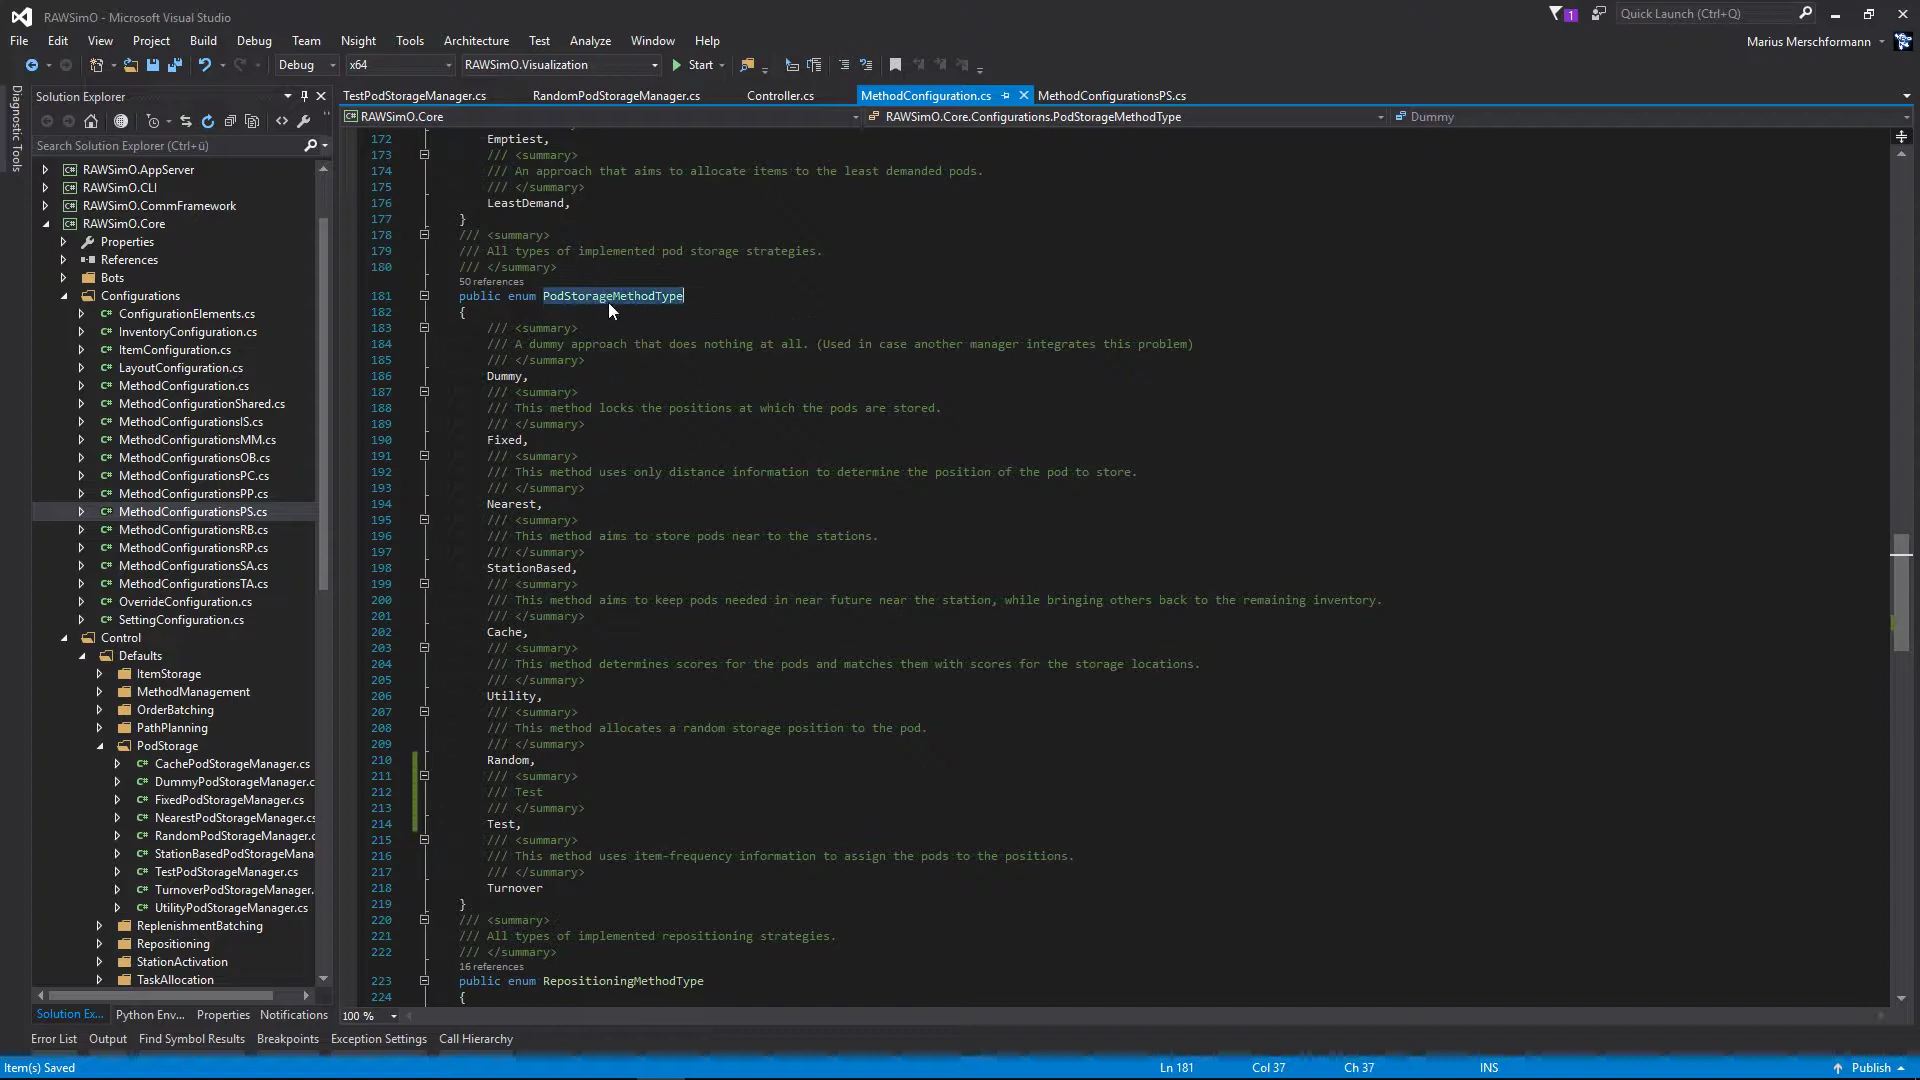 RAWSimO - Microsoft Visual Studio
1
Quick Launch (Ctrl+Q)
File Edit View Project Build Debug Team Nsight Tools Architecture Test Analyze Window Help
Marius Merschformann
Debug x64 RAWSimO.Visualization Start
Diagnostic Tools
Solution Explorer
Search Solution Explorer (Ctrl+ü)
RAWSimO.AppServer
RAWSimO.CLI
RAWSimO.CommFramework
RAWSimO.Core
Properties
References
Bots
Configurations
ConfigurationElements.cs
InventoryConfiguration.cs
ItemConfiguration.cs
LayoutConfiguration.cs
MethodConfiguration.cs
MethodConfigurationShared.cs
MethodConfigurationsIS.cs
MethodConfigurationsMM.cs
MethodConfigurationsOB.cs
MethodConfigurationsPC.cs
MethodConfigurationsPP.cs
MethodConfigurationsPS.cs
MethodConfigurationsRB.cs
MethodConfigurationsRP.cs
MethodConfigurationsSA.cs
MethodConfigurationsTA.cs
OverrideConfiguration.cs
SettingConfiguration.cs
Control
Defaults
ItemStorage
MethodManagement
OrderBatching
PathPlanning
PodStorage
CachePodStorageManager.cs
DummyPodStorageManager.c
FixedPodStorageManager.cs
NearestPodStorageManager.cs
RandomPodStorageManager.c
StationBasedPodStorageMana
TestPodStorageManager.cs
TurnoverPodStorageManager.
UtilityPodStorageManager.cs
ReplenishmentBatching
Repositioning
StationActivation
TaskAllocation
Solution Ex... Python Env... Properties Notifications
TestPodStorageManager.cs RandomPodStorageManager.cs Controller.cs MethodConfiguration.cs MethodConfigurationsPS.cs
RAWSimO.Core RAWSimO.Core.Configurations.PodStorageMethodType Dummy
172 Emptiest,
173 /// <summary>
174 /// An approach that aims to allocate items to the least demanded pods.
175 /// </summary>
176 LeastDemand,
177 }
178 /// <summary>
179 /// All types of implemented pod storage strategies.
180 /// </summary>
50 references
181 public enum PodStorageMethodType
182 {
183 /// <summary>
184 /// A dummy approach that does nothing at all. (Used in case another manager integrates this problem)
185 /// </summary>
186 Dummy,
187 /// <summary>
188 /// This method locks the positions at which the pods are stored.
189 /// </summary>
190 Fixed,
191 /// <summary>
192 /// This method uses only distance information to determine the position of the pod to store.
193 /// </summary>
194 Nearest,
195 /// <summary>
196 /// This method aims to store pods near to the stations.
197 /// </summary>
198 StationBased,
199 /// <summary>
200 /// This method aims to keep pods needed in near future near the station, while bringing others back to the remaining inventory.
201 /// </summary>
202 Cache,
203 /// <summary>
204 /// This method determines scores for the pods and matches them with scores for the storage locations.
205 /// </summary>
206 Utility,
207 /// <summary>
208 /// This method allocates a random storage position to the pod.
209 /// </summary>
210 Random,
211 /// <summary>
212 /// Test
213 /// </summary>
214 Test,
215 /// <summary>
216 /// This method uses item-frequency information to assign the pods to the positions.
217 /// </summary>
218 Turnover
219 }
220 /// <summary>
221 /// All types of implemented repositioning strategies.
222 /// </summary>
16 references
223 public enum RepositioningMethodType
224 {
100 %
Error List Output Find Symbol Results Breakpoints Exception Settings Call Hierarchy
Item(s) Saved Ln 181 Col 37 Ch 37 INS Publish